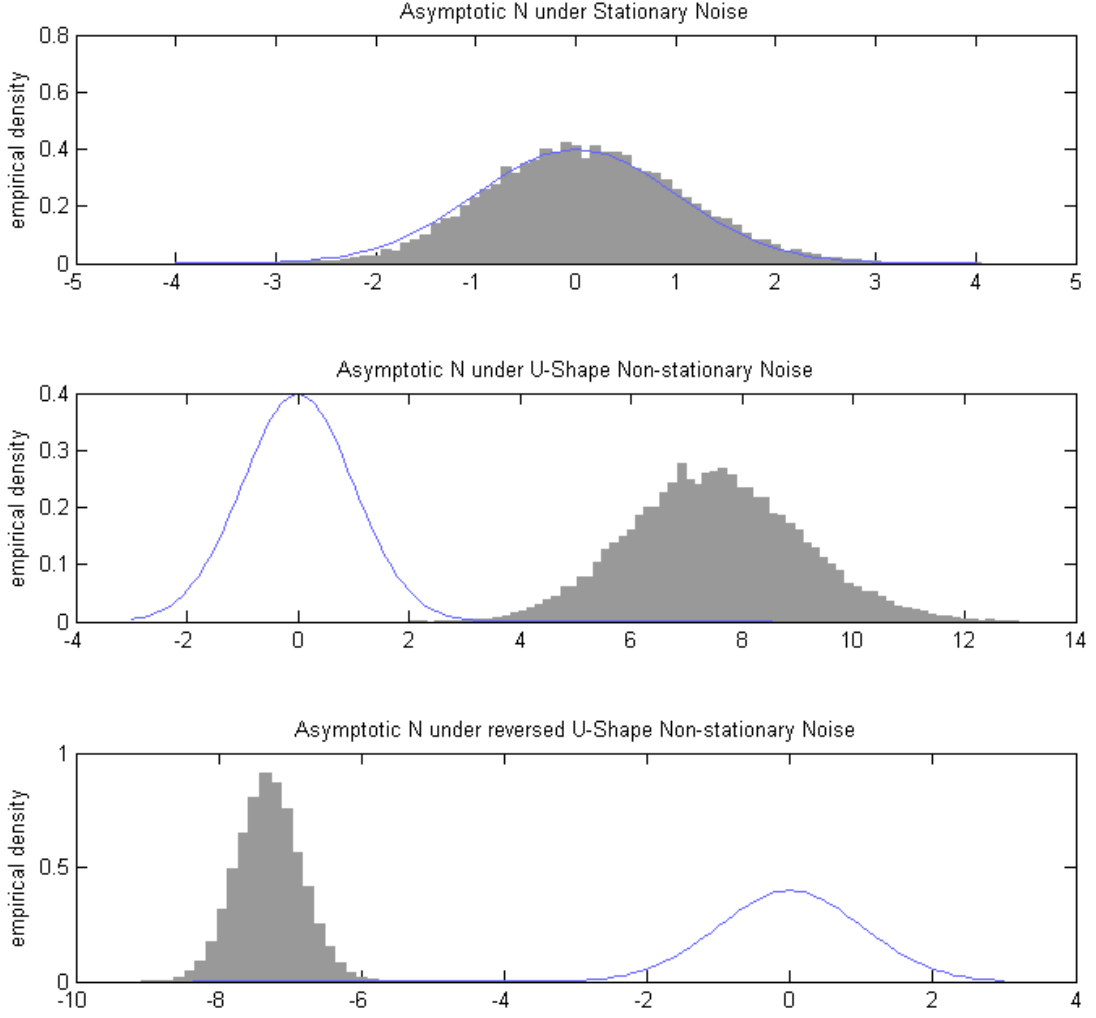 Asymptotic N under Stationary Noise
empirical density
0.8
0.6
0.4
0.2
0
-5 -4 -3 -2 -1 0 1 2 3 4 5
Asymptotic N under U-Shape Non-stationary Noise
empirical density
0.4
0.3
0.2
0.1
0
-4 -2 0 2 4 6 8 10 12 14
Asymptotic N under reversed U-Shape Non-stationary Noise
empirical density
1
0.5
0
-10 -8 -6 -4 -2 0 2 4